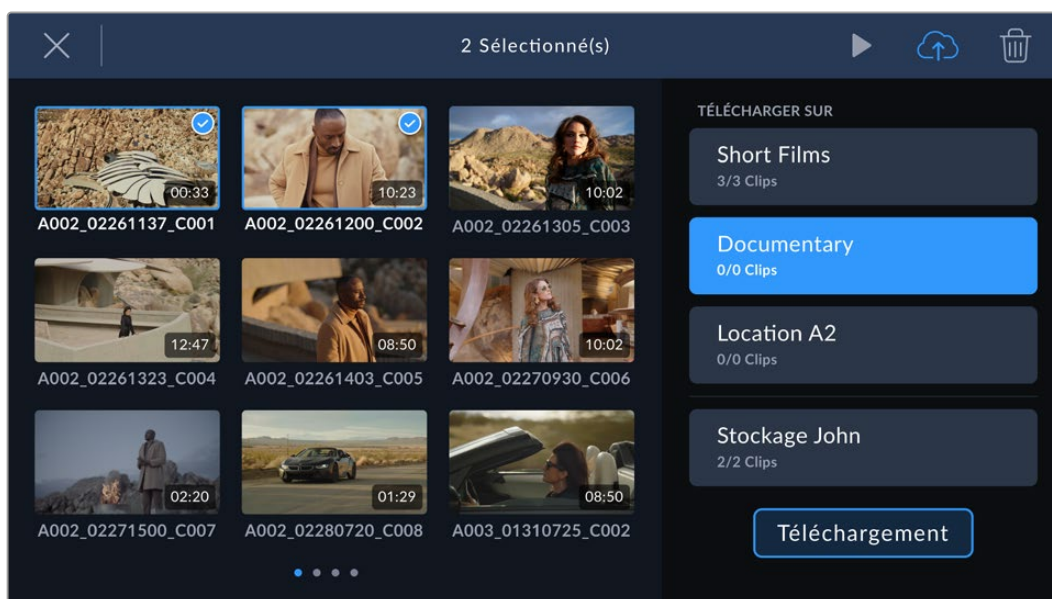 2 Sélectionné(s)
00:33
10:23
10:02
A002_02261137_C001
A002_02261200_C002
A002_02261305_C003
12:47
08:50
10:02
A002_02261323_C004
A002_02261403_C005
A002_02270930_C006
02:20
01:29
08:50
A002_02271500_C007
A002_02280720_C008
A003_01310725_C002
TÉLÉCHARGER SUR
Short Films
3/3 Clips
Documentary
0/0 Clips
Location A2
0/0 Clips
Stockage John
2/2 Clips
Téléchargement